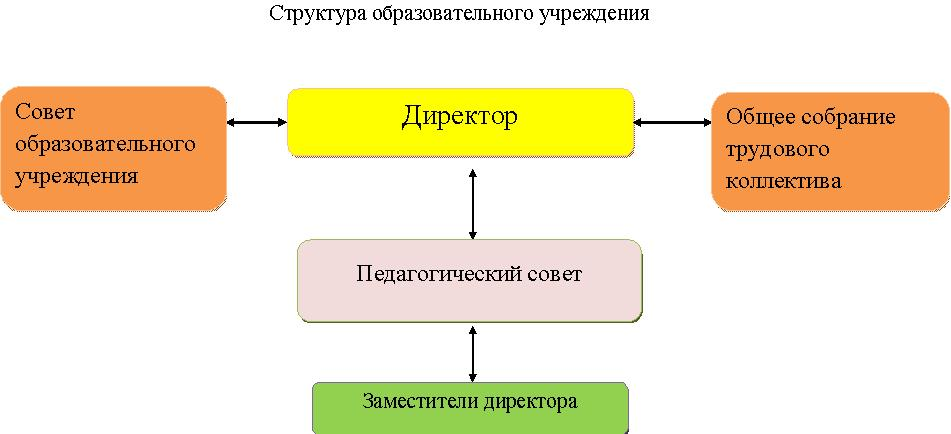 Структура образовательного учреждения
Совет
образовательного
учреждения
Директор
Общее собрание
трудового
коллектива
Педагогический совет
Заместители директора